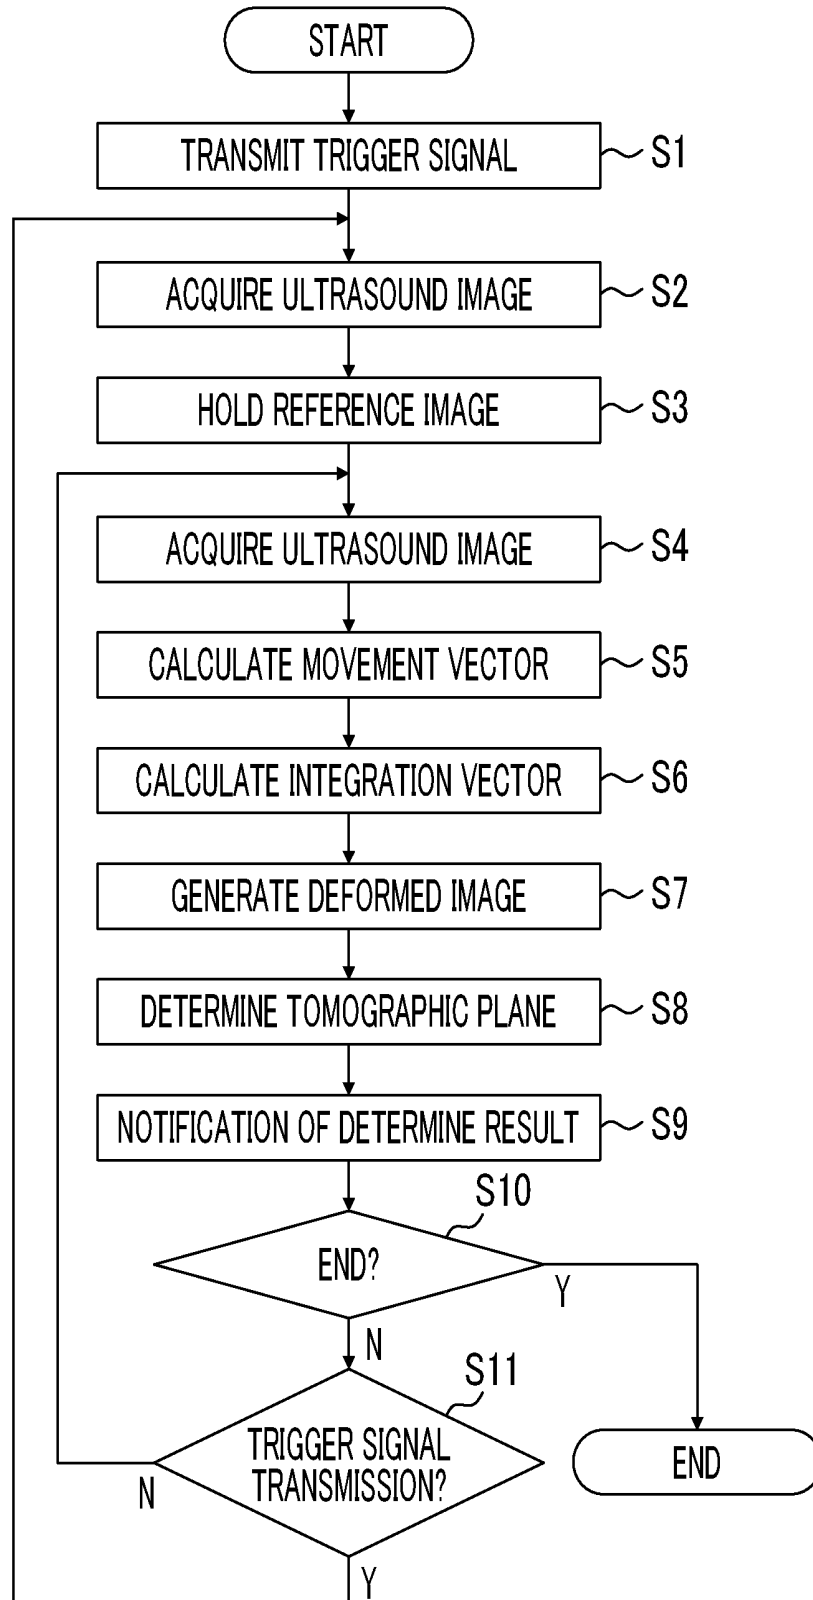 START
TRANSMIT TRIGGER SIGNAL S1
ACQUIRE ULTRASOUND IMAGE S2
HOLD REFERENCE IMAGE S3
ACQUIRE ULTRASOUND IMAGE S4
CALCULATE MOVEMENT VECTOR S5
CALCULATE INTEGRATION VECTOR S6
GENERATE DEFORMED IMAGE S7
DETERMINE TOMOGRAPHIC PLANE S8
NOTIFICATION OF DETERMINE RESULT S9
S10
END?
Y
N
S11
TRIGGER SIGNAL
TRANSMISSION?
END
N
Y